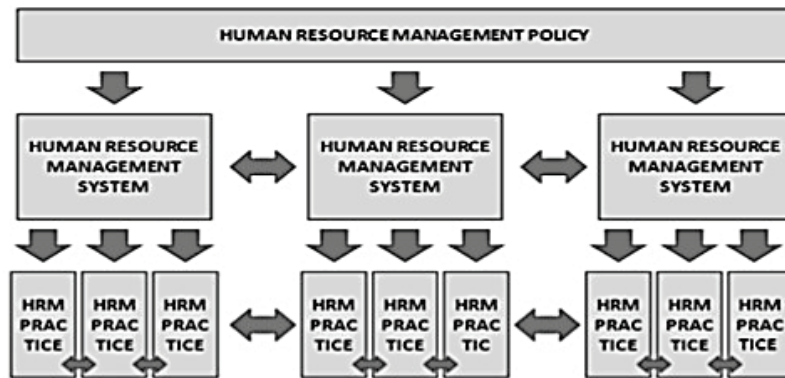 HUMAN RESOURCE MANAGEMENT POLICY
HUMAN RESOURCE
MANAGEMENT
SYSTEM
HUMAN RESOURCE
MANAGEMENT
SYSTEM
HUMAN RESOURCE
MANAGEMENT
SYSTEM
HRM
PRAC
TICE
HRM
PRAC
TICE
HRM
PRAC
TICE
HRM
PRAC
TICE
HRM
PRAC
TICE
HRM
PRAC
TIC
HRM
PRAC
TICE
HRM
PRAC
TICE
HRM
PRAC
TICE